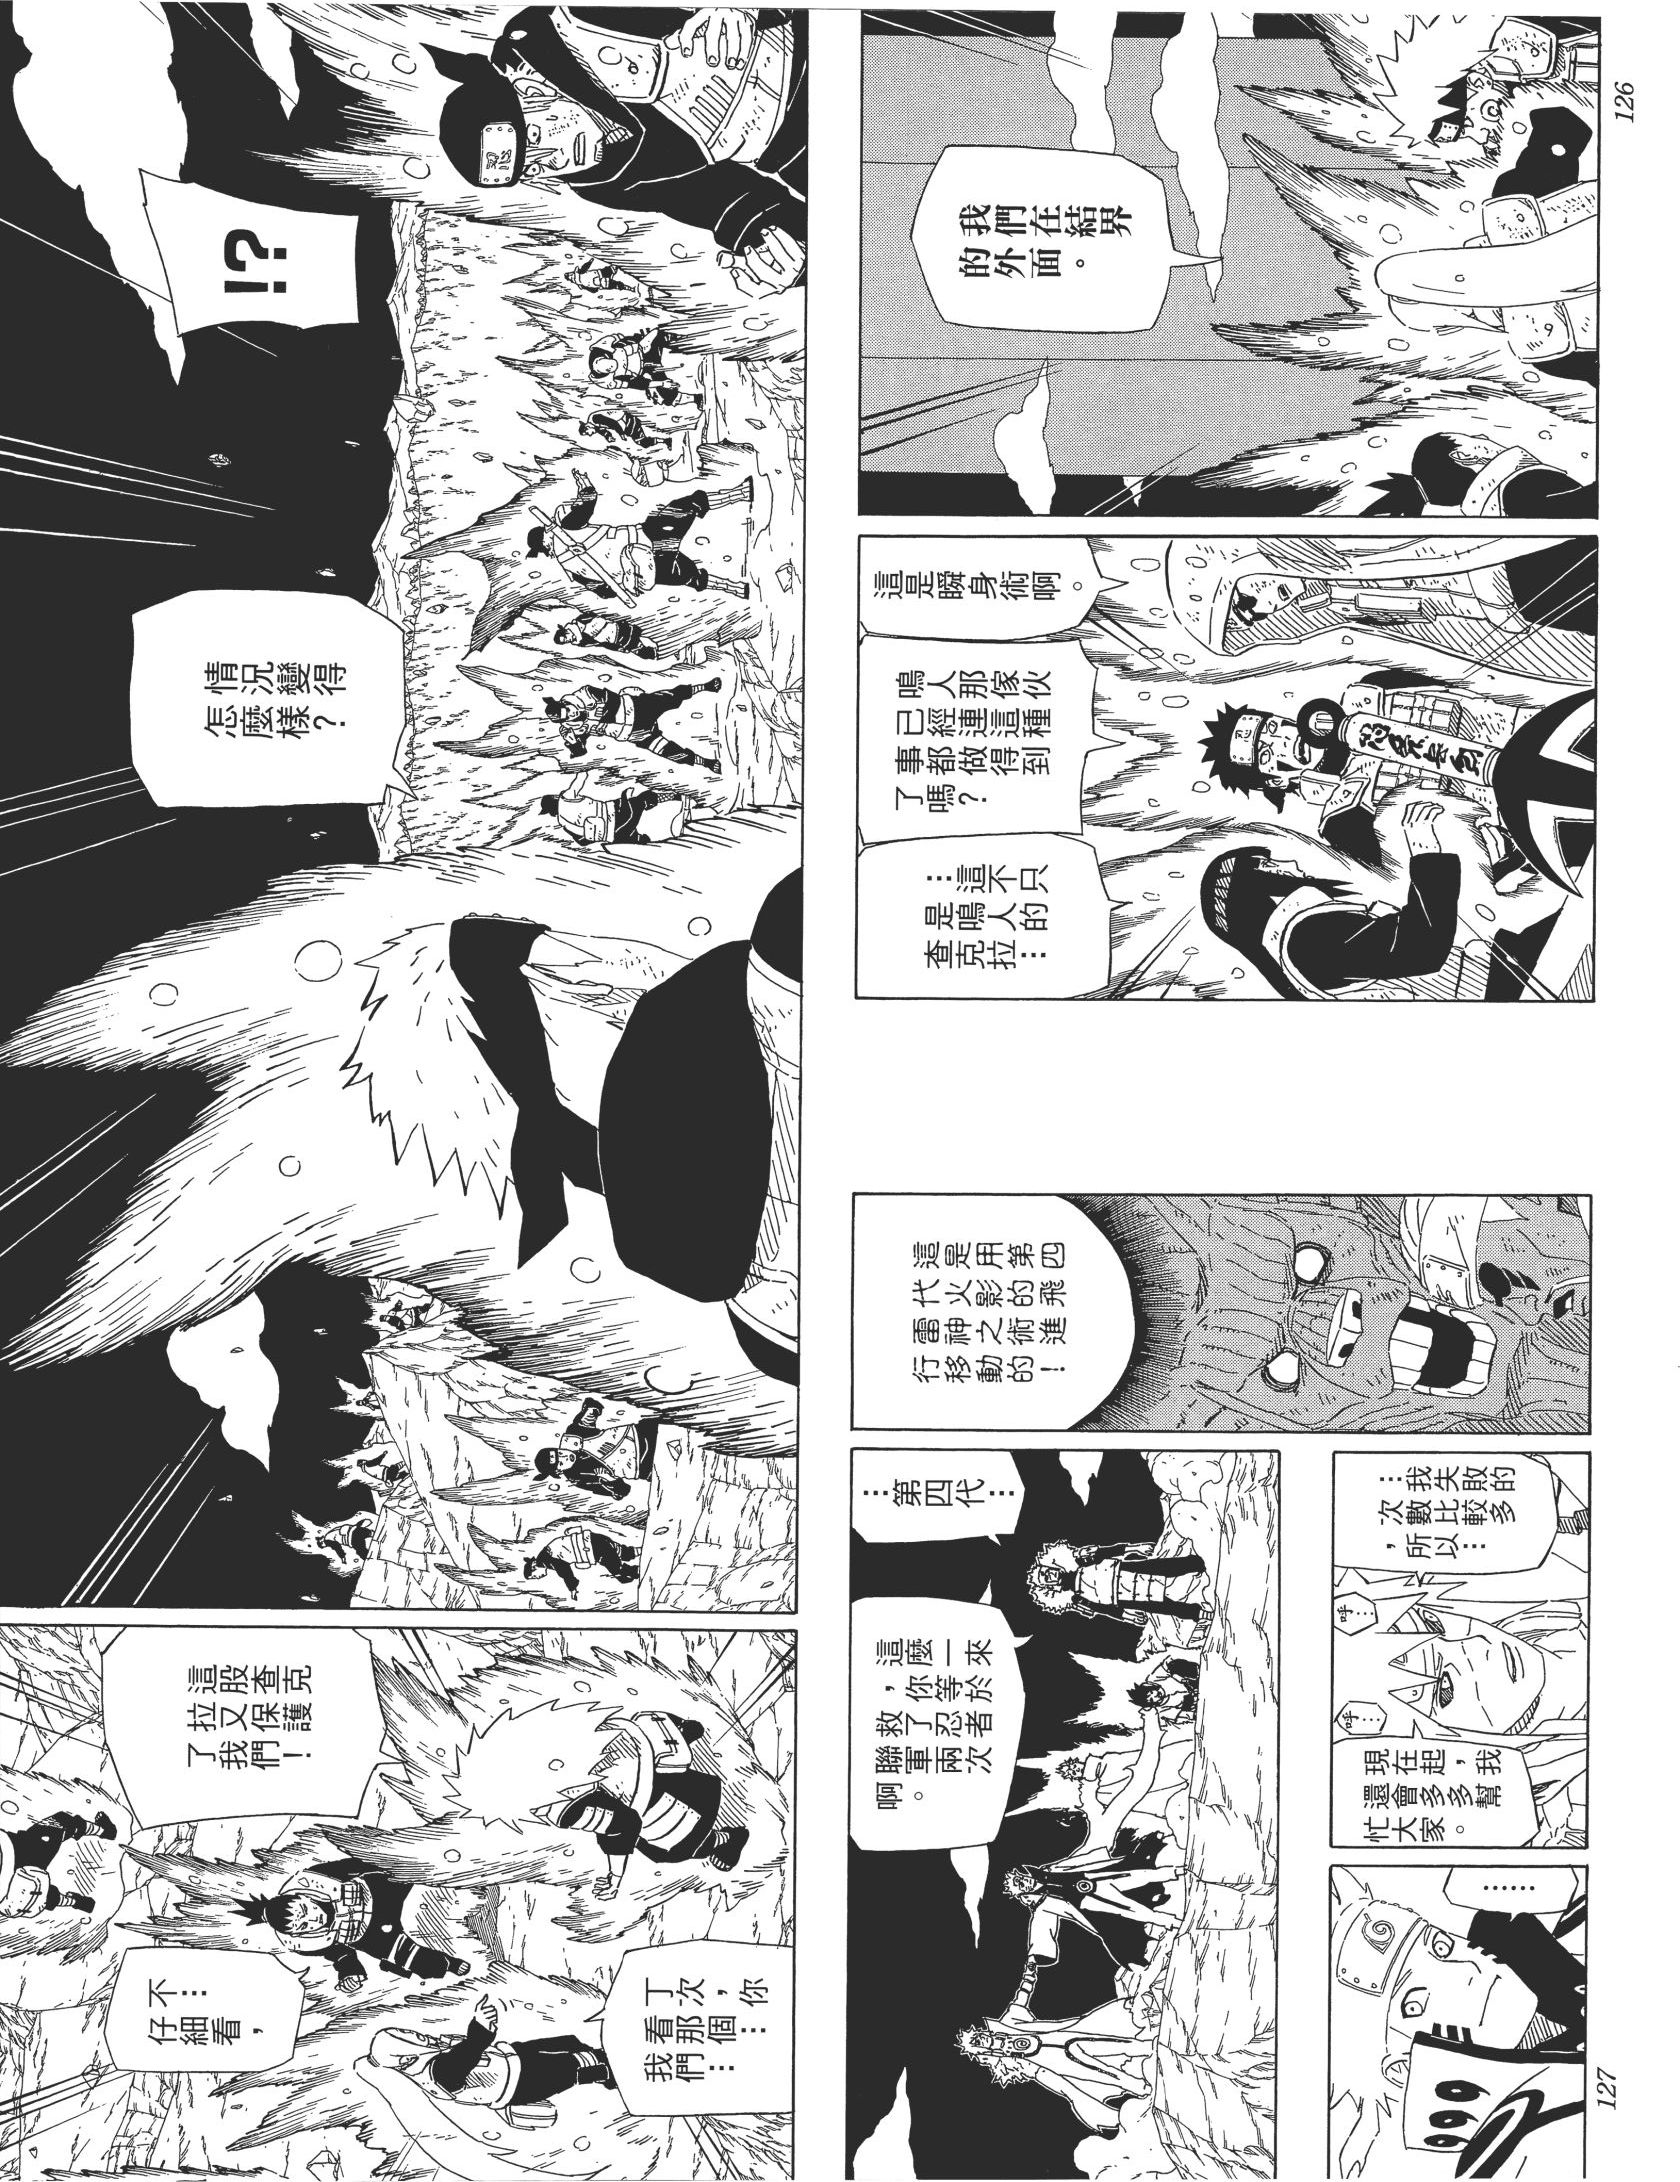 忍
!?
情況變得
怎麼樣？
我們在結界
的外面。
這是瞬身術啊。
鳴人那傢伙
已經連這種
事都做得到
了嗎？
…這不只
是鳴人的
查克拉…
126
這股查克
拉又保護
了我們！
丁次，你
看那個…
我們…
不…
仔細看，
這是用第四
代火影的飛
雷神之術進
行移動的！
…第四代…
這麼一來
，你等於
救了忍者
聯軍兩次
啊。
…我失敗的
次數比較多
，所以…
呼…
呼…
現在起，我
還會多多幫
忙大家。
……
127